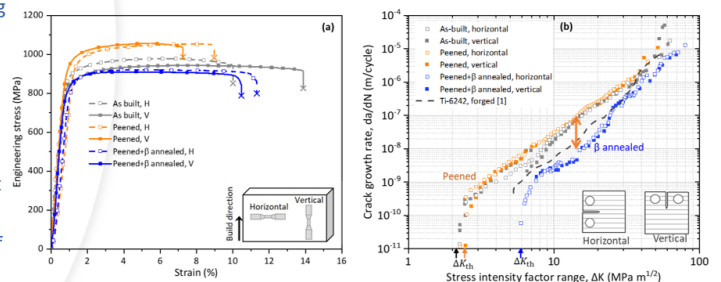 g
f
(a)
1200
1000
800
600
400
200
0
Engineering stress (MPa)
As built, H
As built, V
Peened, H
Peened, V
Peened+β annealed, H
Peened+β annealed, V
Build direction
Horizontal
Vertical
0 2 4 6 8 10 12 14 16
Strain (%)
(b)
10⁻⁴
10⁻⁵
10⁻⁶
10⁻⁷
10⁻⁸
10⁻⁹
10⁻¹⁰
10⁻¹¹
Crack growth rate, da/dN (m/cycle)
As-built, horizontal
As-built, vertical
Peened, horizontal
Peened, vertical
Peened+β annealed, horizontal
Peened+β annealed, vertical
Ti-6242, forged [1]
Peened
β annealed
Horizontal
Vertical
ΔKth
ΔKth
1 10 100
Stress intensity factor range, ΔK (MPa m¹/²)